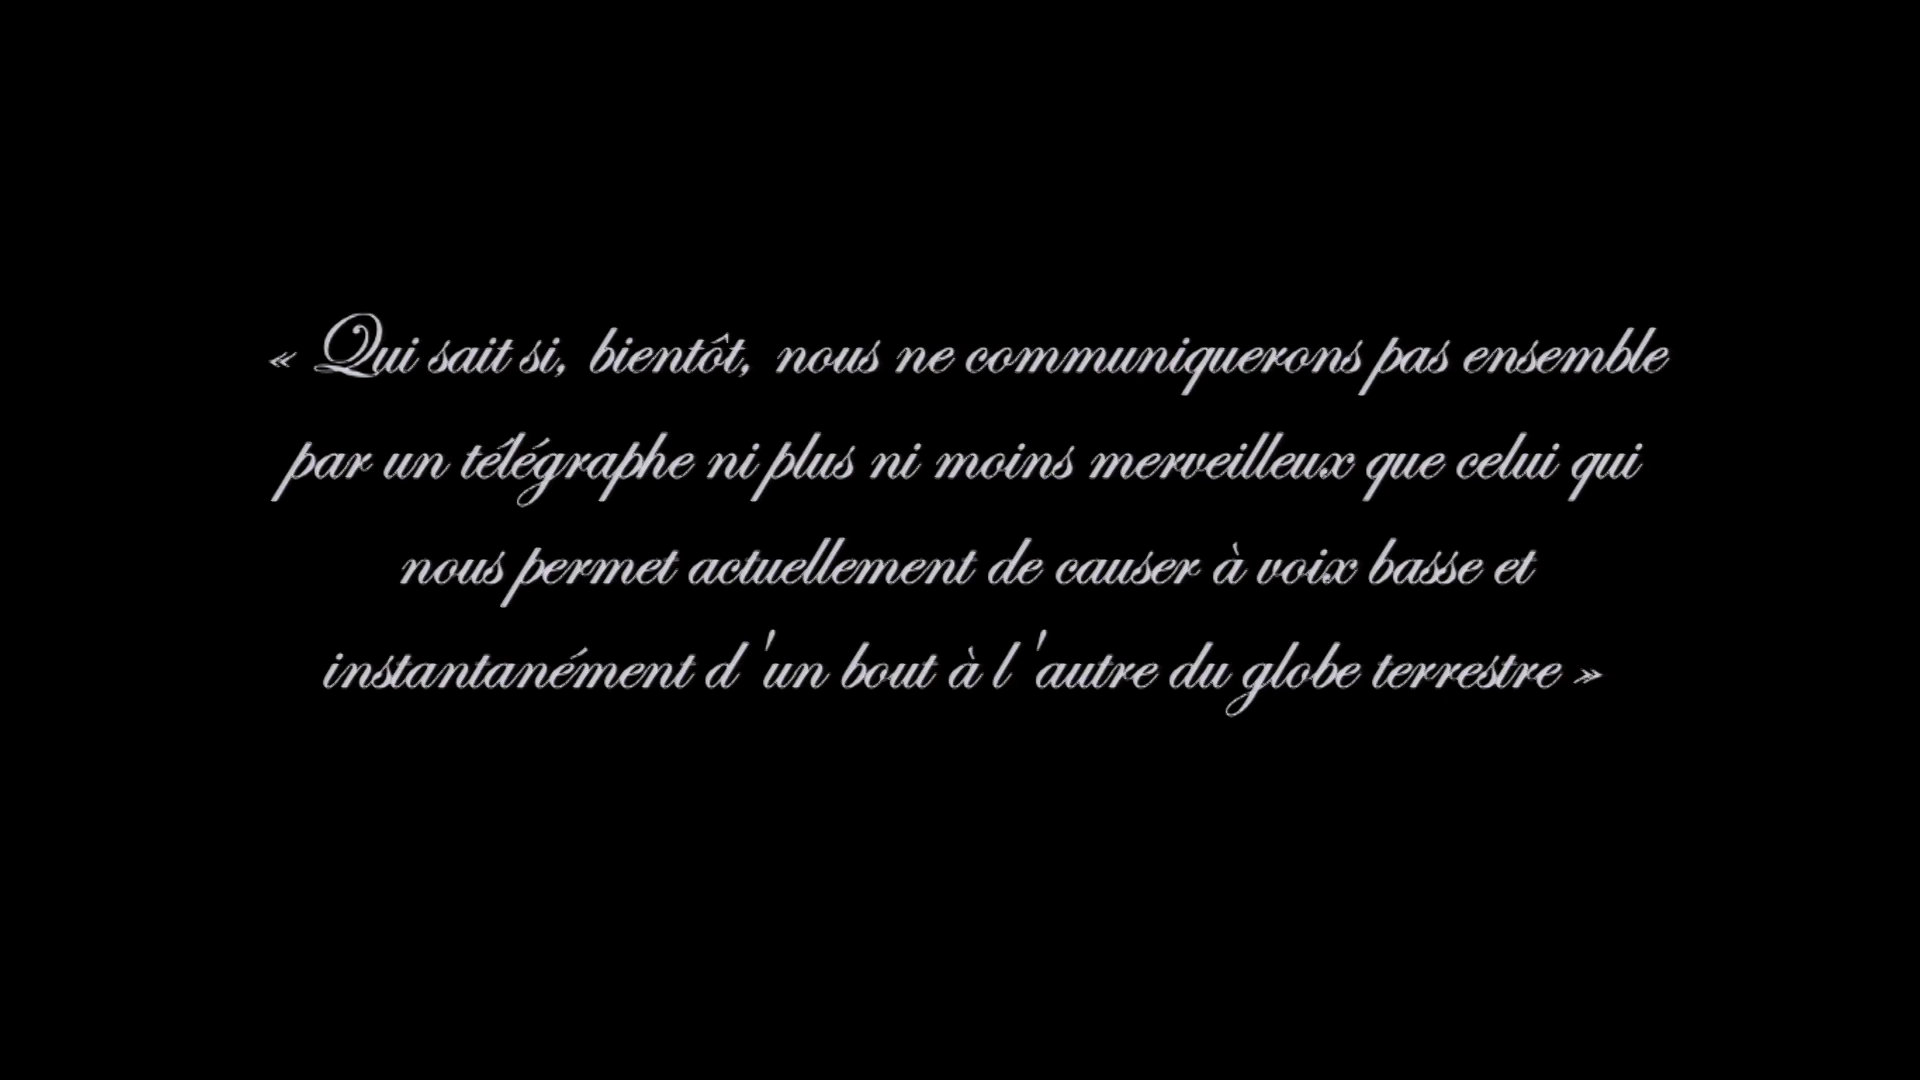 « Qui sait si, bientôt, nous ne communiquerons pas ensemble
par un télégraphe ni plus ni moins merveilleux que celui qui
nous permet actuellement de causer à voix basse et
instantanément d'un bout à l'autre du globe terrestre »